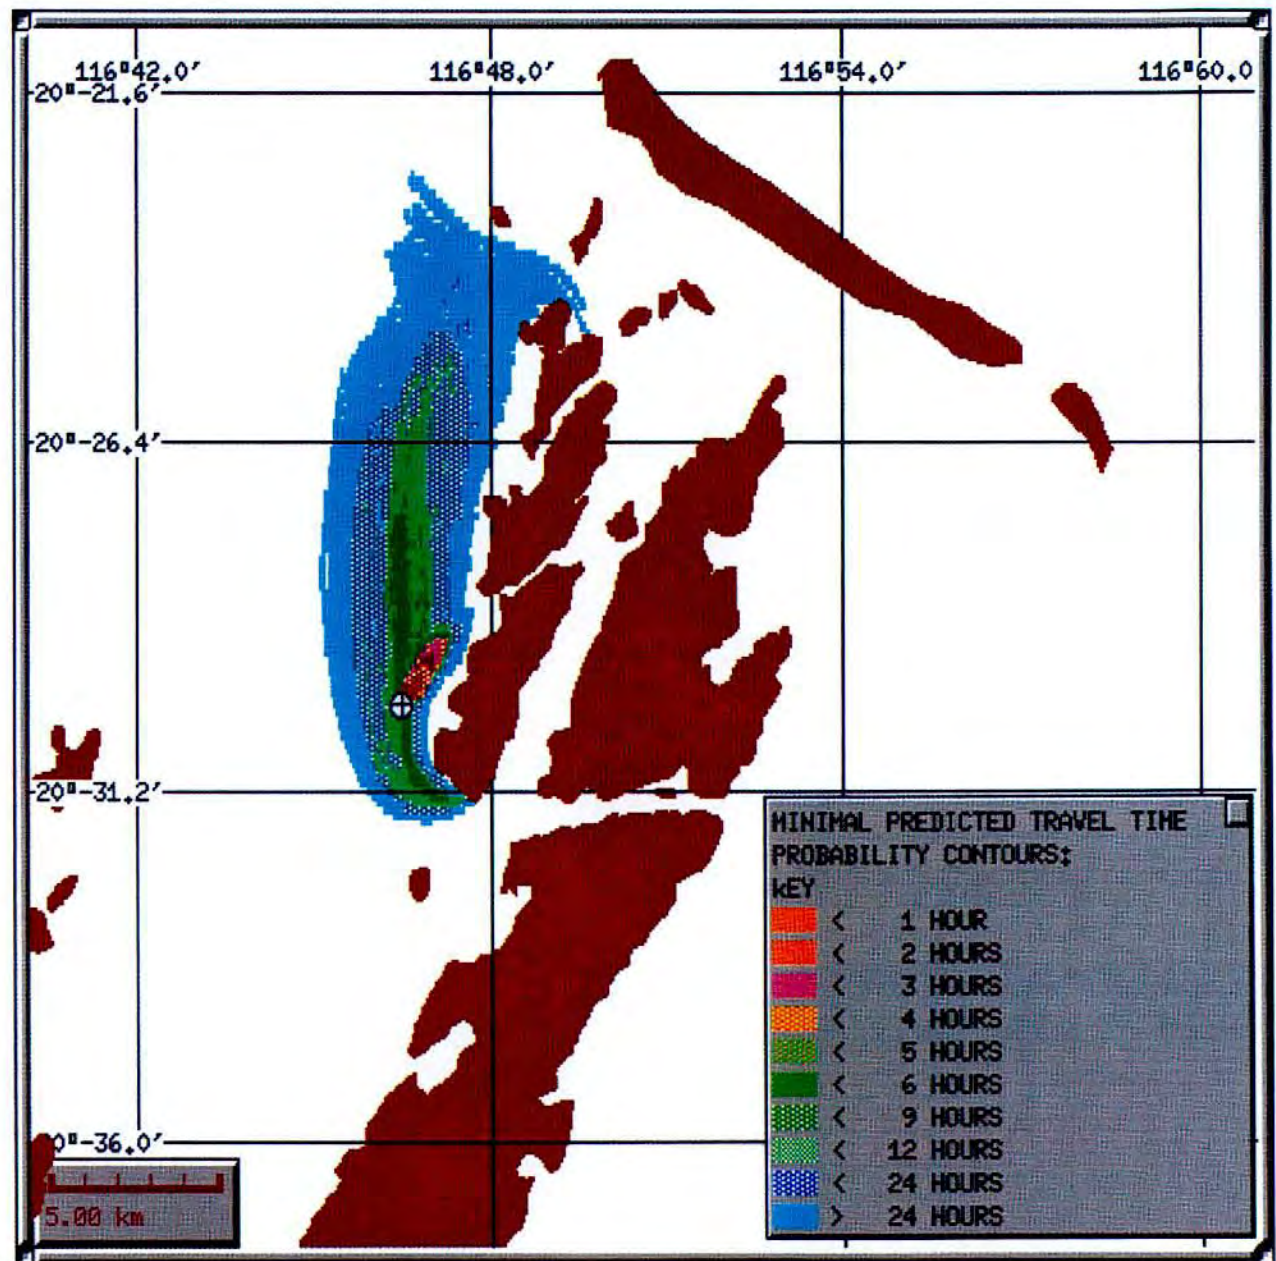 116°42.0′ 116°48.0′ 116°54.0′ 116°60.0
20°-21.6′
20°-26.4′
20°-31.2′
0°-36.0′
MINIMAL PREDICTED TRAVEL TIME
PROBABILITY CONTOURS:
kEY
< 1 HOUR
< 2 HOURS
< 3 HOURS
< 4 HOURS
< 5 HOURS
< 6 HOURS
< 9 HOURS
< 12 HOURS
< 24 HOURS
> 24 HOURS
5.00 km